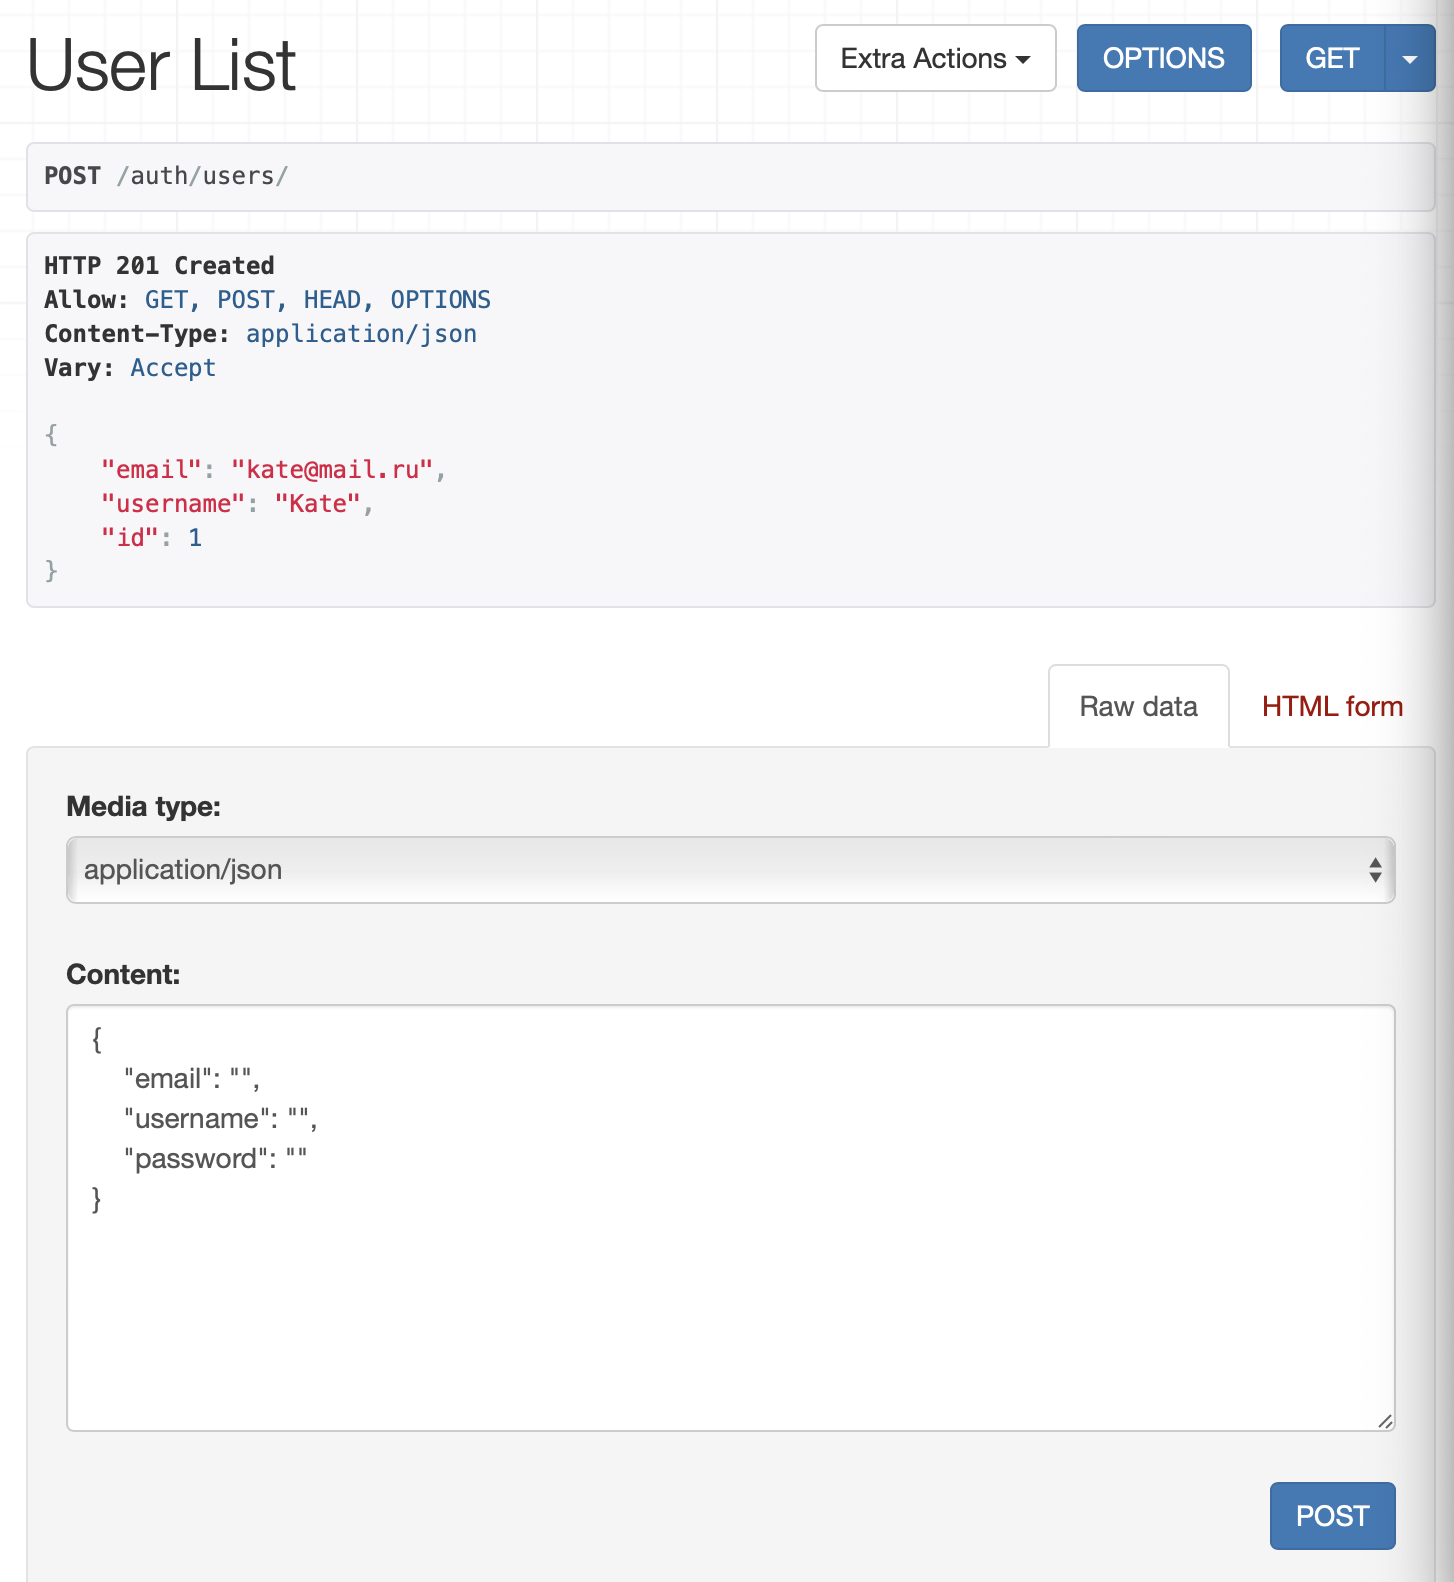 User List
Extra Actions
OPTIONS
GET
POST /auth/users/
HTTP 201 Created
Allow: GET, POST, HEAD, OPTIONS
Content-Type: application/json
Vary: Accept
{
"email": "kate@mail.ru",
"username": "Kate",
"id": 1
}
Raw data
HTML form
Media type:
application/json
Content:
{
"email": "",
"username": "",
"password": ""
}
POST